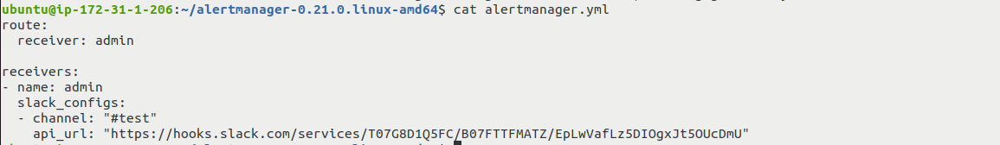 ubuntu@ip-172-31-1-206:~/alertmanager-0.21.0.linux-amd64$ cat alertmanager.yml
route:
  receiver: admin

receivers:
- name: admin
  slack_configs:
  - channel: "#test"
    api_url: "https://hooks.slack.com/services/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"